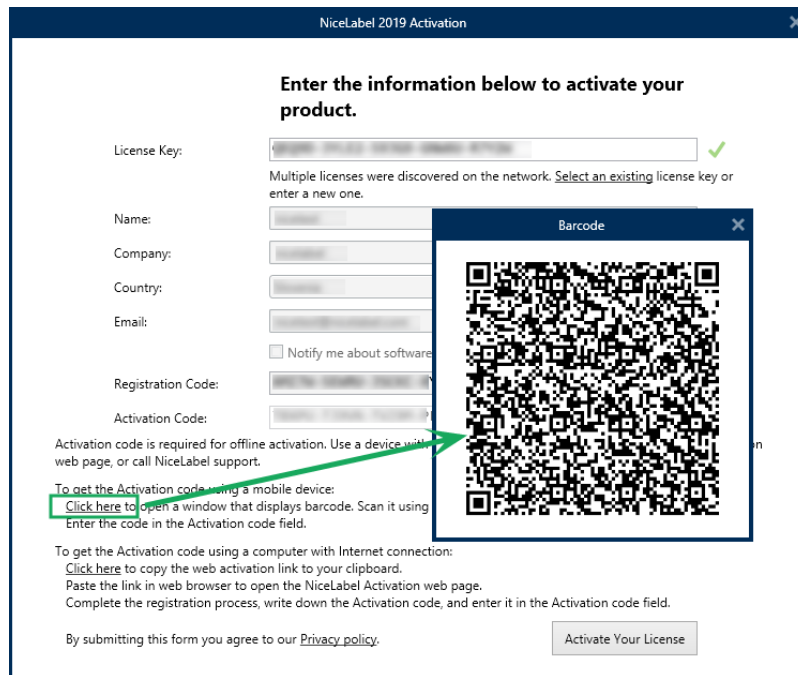 NiceLabel 2019 Activation
Enter the information below to activate your
product.
License Key:
Multiple licenses were discovered on the network. Select an existing license key or
enter a new one.
Name:
Barcode
Company:
Country:
Email:
Notify me about software
Registration Code:
Activation Code:
Activation code is required for offline activation. Use a device with
web page, or call NiceLabel support.
To get the Activation code using a mobile device:
Click here to open a window that displays barcode. Scan it using
Enter the code in the Activation code field.
To get the Activation code using a computer with Internet connection:
Click here to copy the web activation link to your clipboard.
Paste the link in web browser to open the NiceLabel Activation web page.
Complete the registration process, write down the Activation code, and enter it in the Activation code field.
By submitting this form you agree to our Privacy policy.
Activate Your License